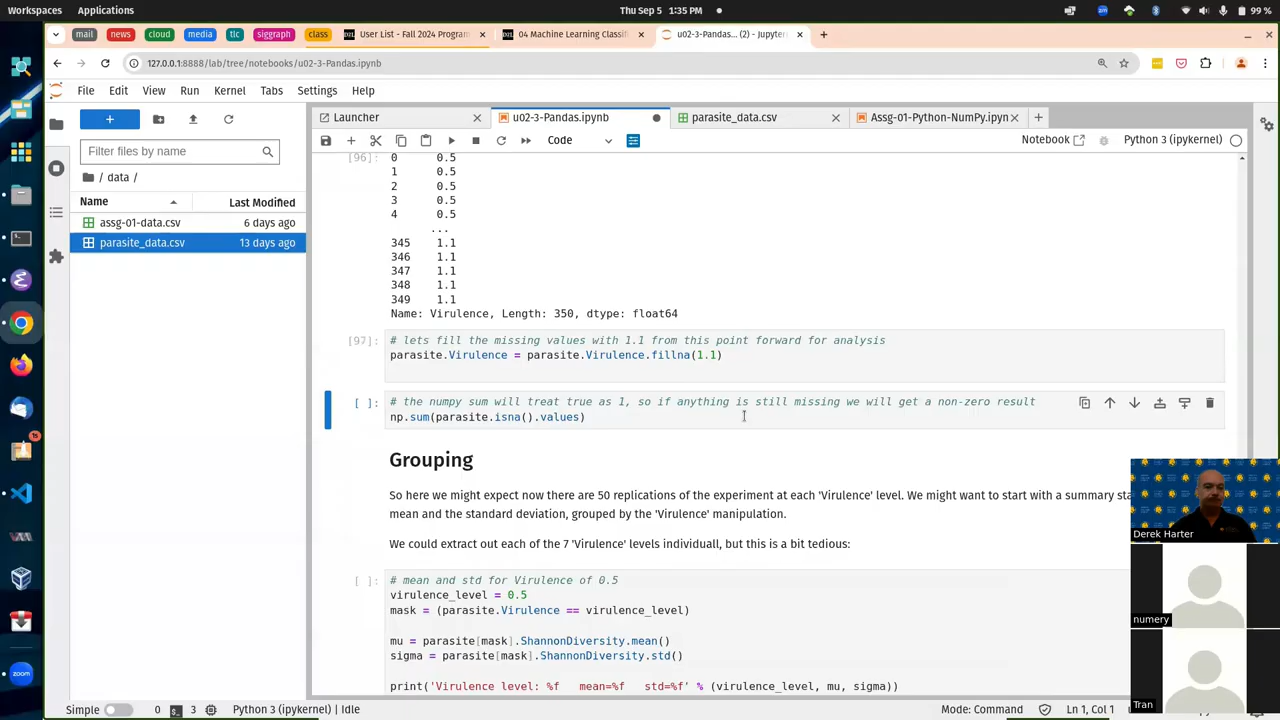 Workspaces Applications
Thu Sep 5 1:35 PM
99 %
mail news cloud media tlc siggraph class
User List - Fall 2024 Program
04 Machine Learning Classifi
u02-3-Pandas... (2) - Jupyter
127.0.0.1:8888/lab/tree/notebooks/u02-3-Pandas.ipynb
File Edit View Run Kernel Tabs Settings Help
Launcher
u02-3-Pandas.ipynb
parasite_data.csv
Assg-01-Python-NumPy.ipyn
Code
Notebook
Python 3 (ipykernel)
Filter files by name
/ data /
Name Last Modified
assg-01-data.csv 6 days ago
parasite_data.csv 13 days ago
[96]: 0 0.5
1 0.5
2 0.5
3 0.5
4 0.5
...
345 1.1
346 1.1
347 1.1
348 1.1
349 1.1
Name: Virulence, Length: 350, dtype: float64
[97]: # lets fill the missing values with 1.1 from this point forward for analysis
parasite.Virulence = parasite.Virulence.fillna(1.1)
[ ]: # the numpy sum will treat true as 1, so if anything is still missing we will get a non-zero result
np.sum(parasite.isna().values)
Grouping
So here we might expect now there are 50 replications of the experiment at each 'Virulence' level. We might want to start with a summary sta
mean and the standard deviation, grouped by the 'Virulence' manipulation.
We could extract out each of the 7 'Virulence' levels individuall, but this is a bit tedious:
[ ]: # mean and std for Virulence of 0.5
virulence_level = 0.5
mask = (parasite.Virulence == virulence_level)
mu = parasite[mask].ShannonDiversity.mean()
sigma = parasite[mask].ShannonDiversity.std()
print('Virulence level: %f mean=%f std=%f' % (virulence_level, mu, sigma))
Derek Harter
numery
Tran
Simple 0 3 Python 3 (ipykernel) | Idle
Mode: Command
Ln 1, Col 1